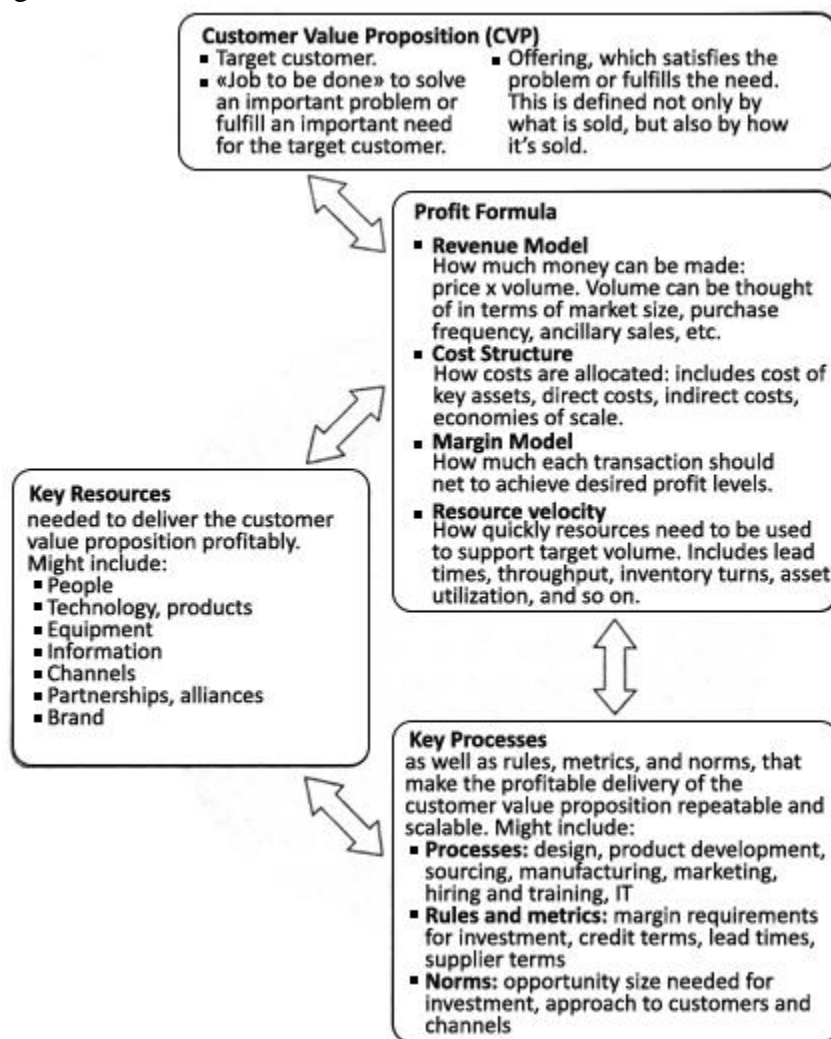 Customer Value Proposition (CVP)
▪ Target customer.
▪ «Job to be done» to solve
an important problem or
fulfill an important need
for the target customer.
▪ Offering, which satisfies the
problem or fulfills the need.
This is defined not only by
what is sold, but also by how
it's sold.
Profit Formula
▪ Revenue Model
How much money can be made:
price x volume. Volume can be thought
of in terms of market size, purchase
frequency, ancillary sales, etc.
▪ Cost Structure
How costs are allocated: includes cost of
key assets, direct costs, indirect costs,
economies of scale.
▪ Margin Model
How much each transaction should
net to achieve desired profit levels.
▪ Resource velocity
How quickly resources need to be used
to support target volume. Includes lead
times, throughput, inventory turns, asset
utilization, and so on.
Key Resources
needed to deliver the customer
value proposition profitably.
Might include:
▪ People
▪ Technology, products
▪ Equipment
▪ Information
▪ Channels
▪ Partnerships, alliances
▪ Brand
Key Processes
as well as rules, metrics, and norms, that
make the profitable delivery of the
customer value proposition repeatable and
scalable. Might include:
▪ Processes: design, product development,
sourcing, manufacturing, marketing,
hiring and training, IT
▪ Rules and metrics: margin requirements
for investment, credit terms, lead times,
supplier terms
▪ Norms: opportunity size needed for
investment, approach to customers and
channels